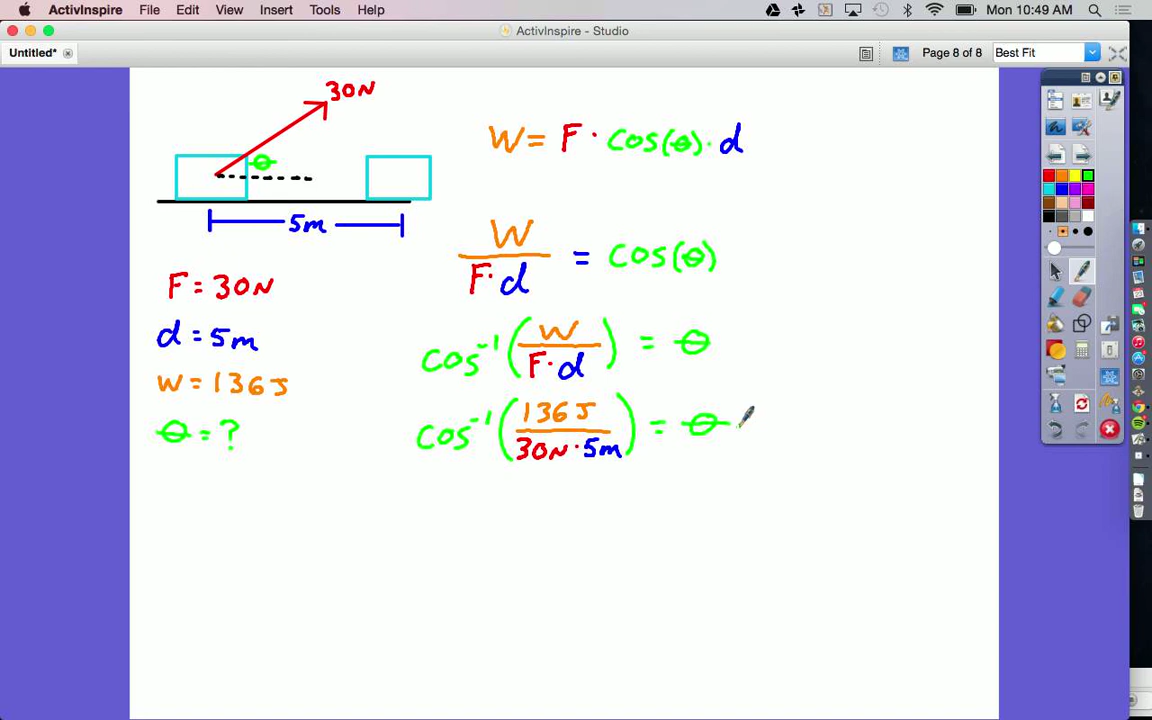 ActivInspire File Edit View Insert Tools Help Mon 10:49 AM
ActivInspire - Studio
Untitled* Page 8 of 8 Best Fit
30N
θ
5m
F = 30N
d = 5m
W = 136J
θ = ?
W = F · cos(θ) · d
W / F · d = cos(θ)
cos⁻¹(W / F · d) = θ
cos⁻¹(136J / 30N · 5m) = θ